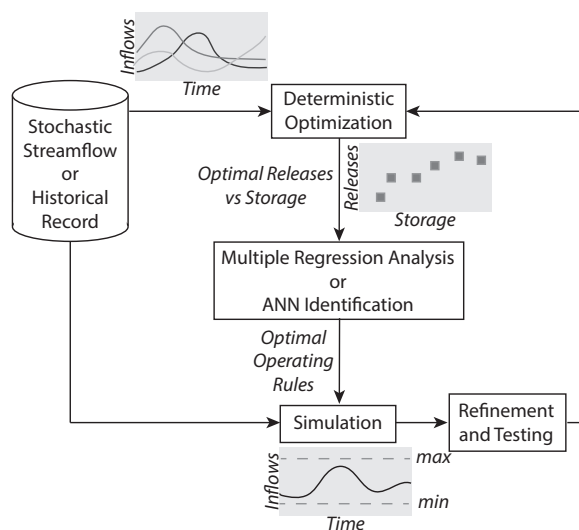 Inflows
Time
Stochastic
Streamflow
or
Historical
Record
Deterministic
Optimization
Optimal Releases
vs Storage
Releases
Storage
Multiple Regression Analysis
or
ANN Identification
Optimal
Operating
Rules
Simulation
Refinement
and Testing
Inflows
max
min
Time